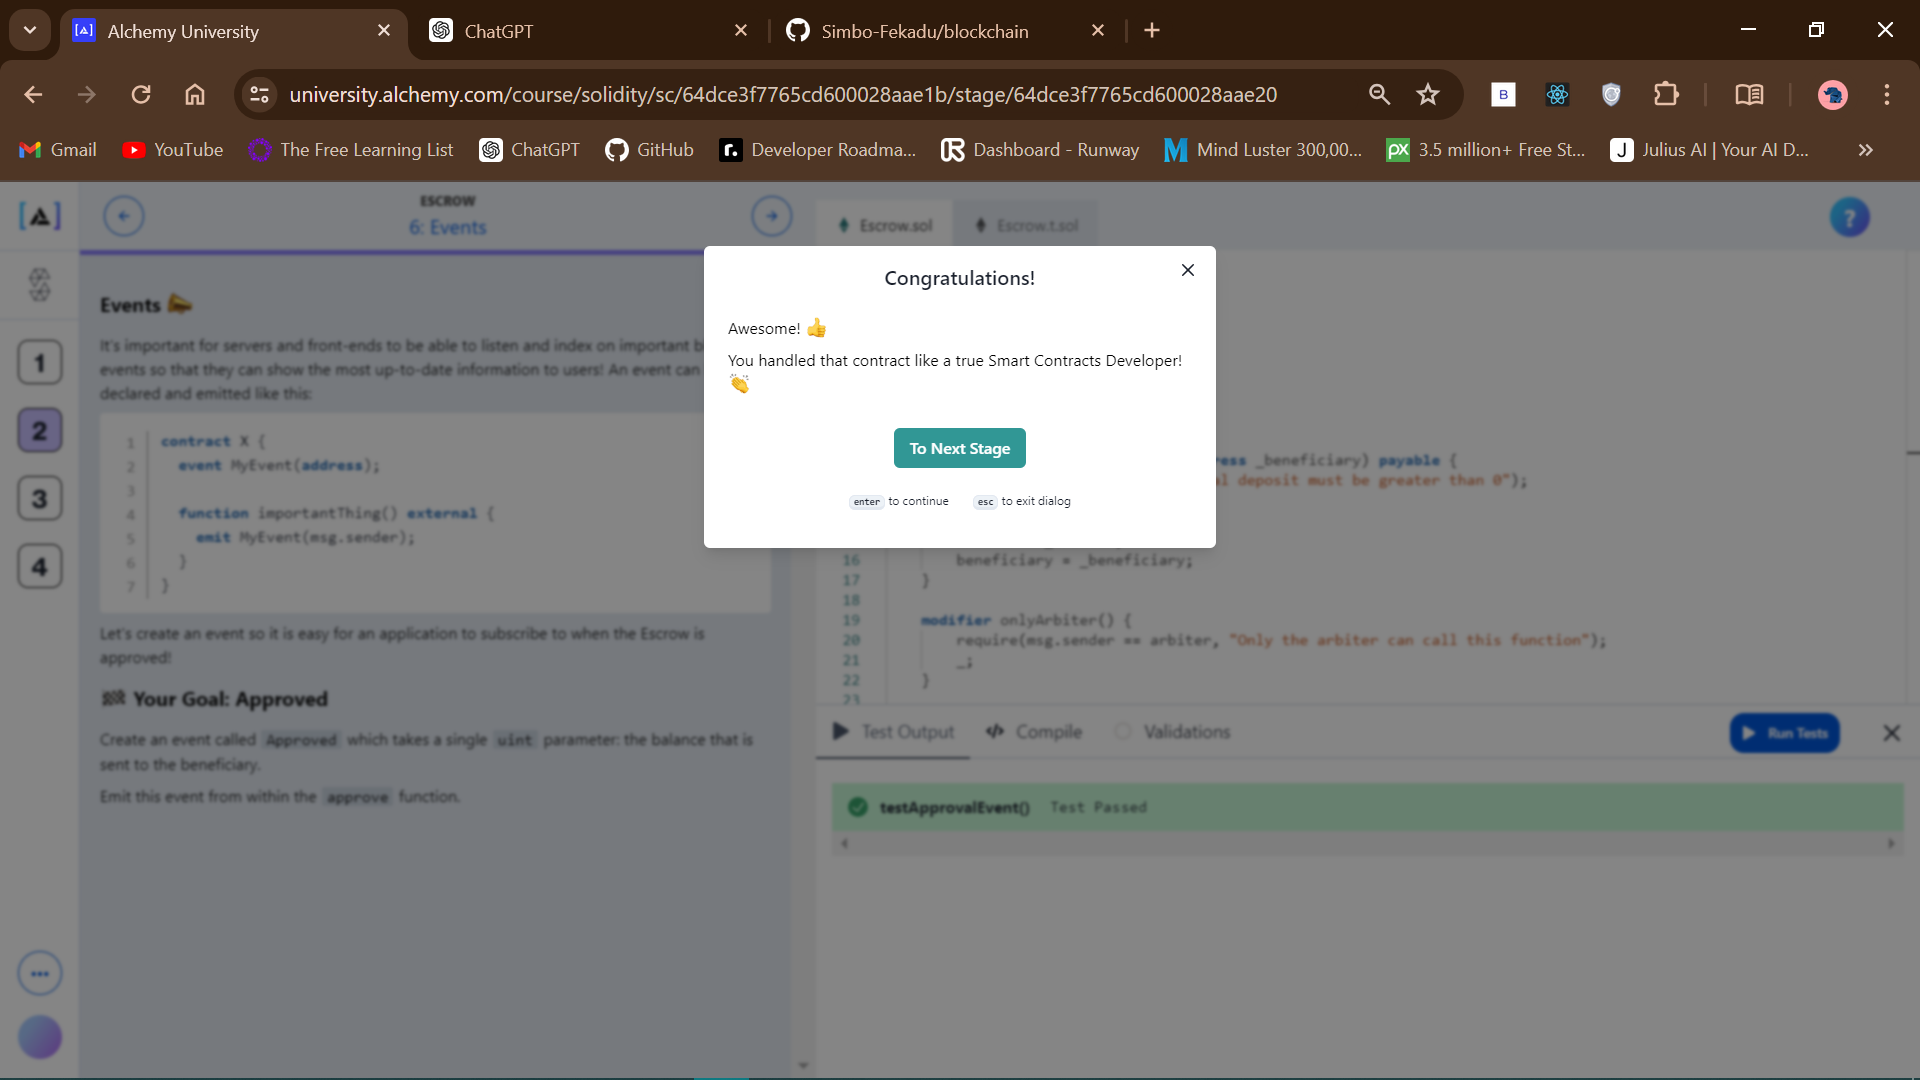 Alchemy University
ChatGPT
Simbo-Fekadu/blockchain
university.alchemy.com/course/solidity/sc/64dce3f7765cd600028aae1b/stage/64dce3f7765cd600028aae20
Gmail
YouTube
The Free Learning List
ChatGPT
GitHub
Developer Roadma...
Dashboard - Runway
Mind Luster 300,00...
3.5 million+ Free St...
Julius AI | Your AI D...
ESCROW
6: Events
Escrow.sol
Escrow.t.sol
?
1
2
3
4
Events
It's important for servers and front-ends to be able to listen and index on important
events so that they can show the most up-to-date information to users! An event can
declared and emitted like this:
1 contract X {
2 event MyEvent(address);
3
4 function importantThing() external {
5 emit MyEvent(msg.sender);
6 }
7 }
Let's create an event so it is easy for an application to subscribe to when the Escrow is
approved!
Your Goal: Approved
Create an event called Approved which takes a single uint parameter: the balance that is
sent to the beneficiary.
Emit this event from within the approve function.
Congratulations!
Awesome! 👍
You handled that contract like a true Smart Contracts Developer!
👏
To Next Stage
enter to continue
esc to exit dialog
_beneficiary) payable {
deposit must be greater than 0");
16 beneficiary = _beneficiary;
17 }
18
19 modifier onlyArbiter() {
20 require(msg.sender == arbiter, "Only the arbiter can call this function");
21 _;
22 }
23
Test Output
Compile
Validations
Run Tests
testApprovalEvent() Test Passed